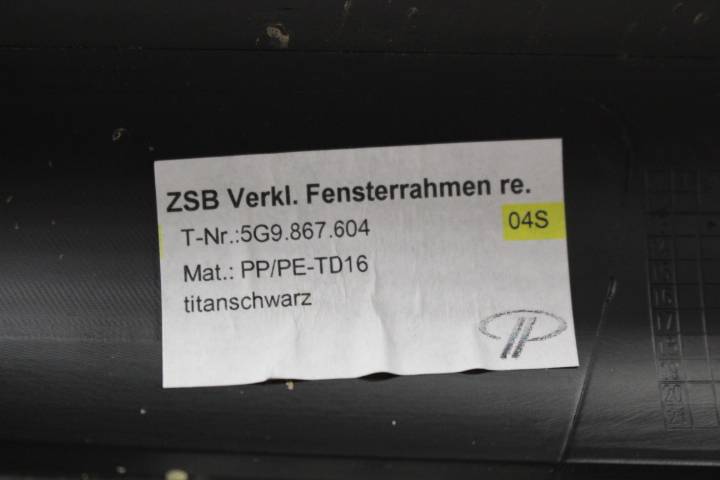 ZSB Verkl. Fensterrahmen re.
T-Nr.:5G9.867.604
04S
Mat.: PP/PE-TD16
titanschwarz